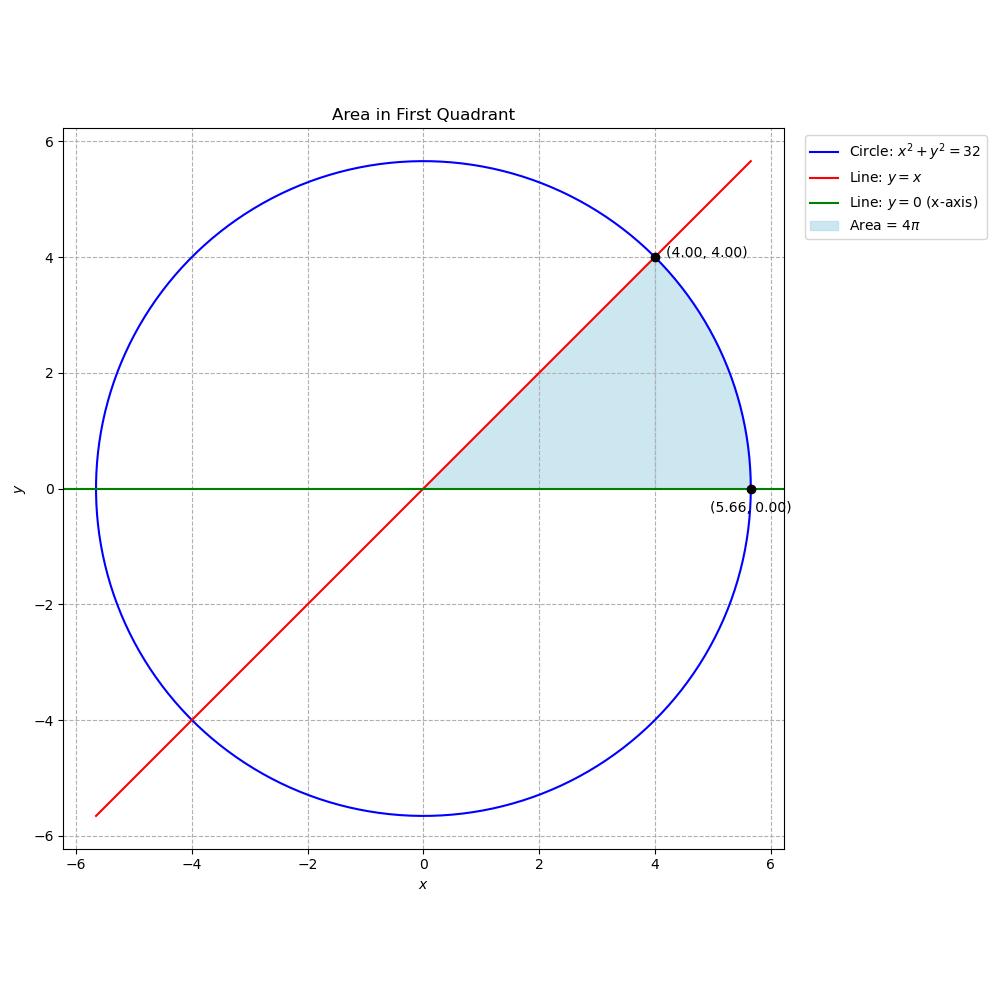 Area in First Quadrant
Circle: $x^2 + y^2 = 32$
Line: $y = x$
Line: $y = 0$ (x-axis)
Area = $4\pi$
6
4
2
0
−2
−4
−6
y
(4.00, 4.00)
(5.66, 0.00)
−6 −4 −2 0 2 4 6
x